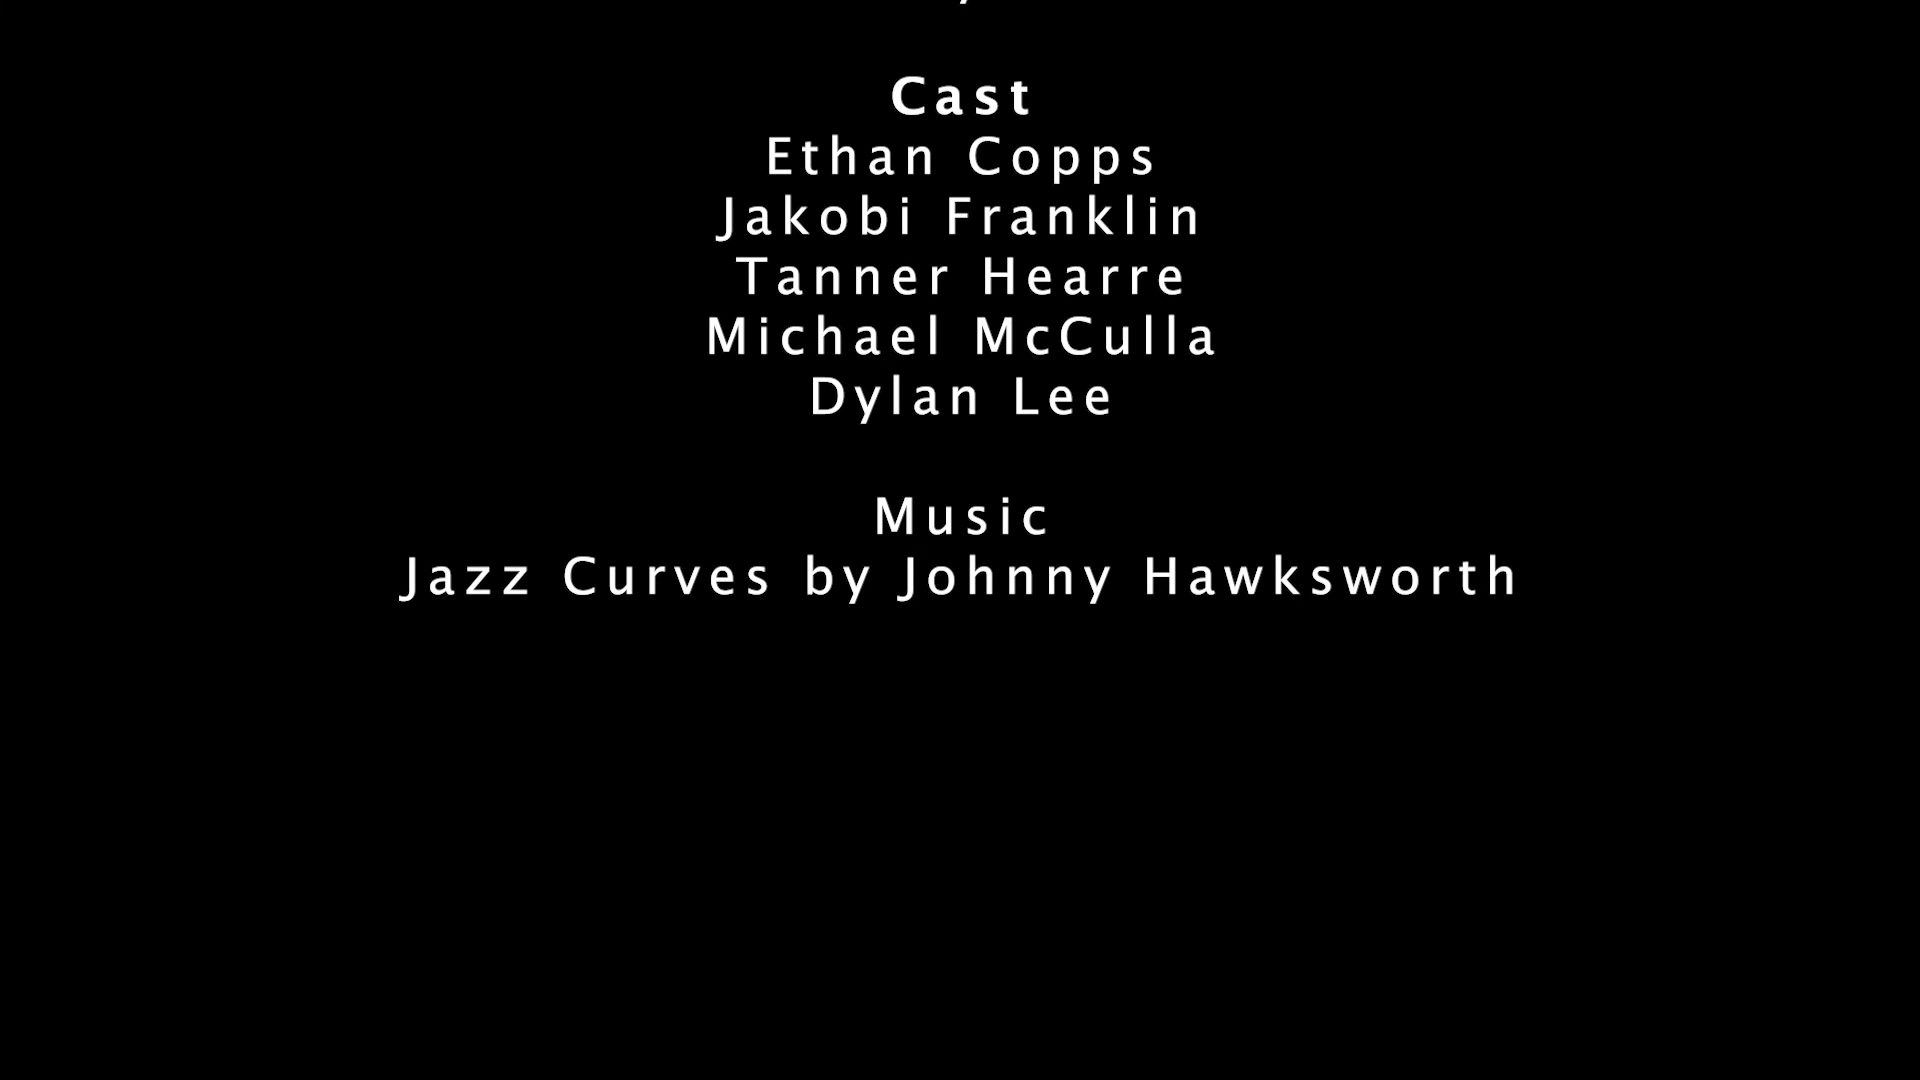 Cast
Ethan Copps
Jakobi Franklin
Tanner Hearre
Michael McCulla
Dylan Lee
Music
Jazz Curves by Johnny Hawksworth